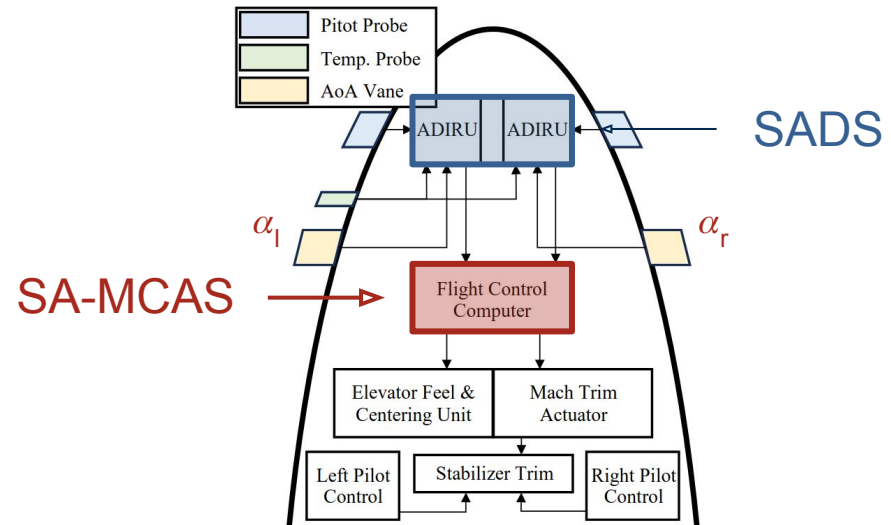 Pitot Probe
Temp. Probe
AoA Vane
ADIRU
ADIRU
SADS
αl
αr
SA-MCAS
Flight Control
Computer
Elevator Feel &
Centering Unit
Mach Trim
Actuator
Left Pilot
Control
Stabilizer Trim
Right Pilot
Control